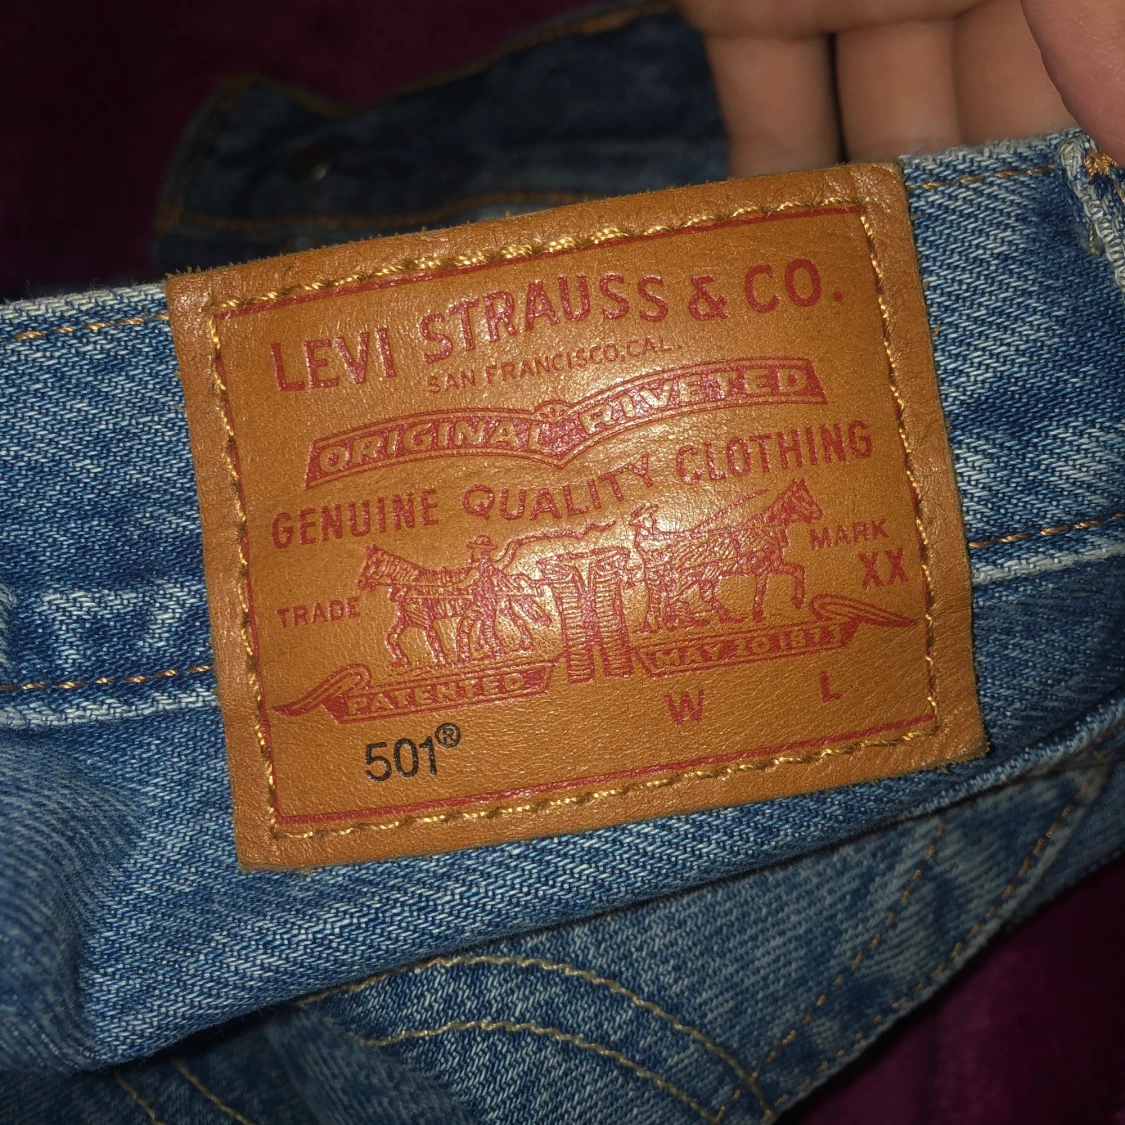 LEVI STRAUSS & CO.
SAN FRANCISCO, CAL.
ORIGINAL RIVETED
GENUINE QUALITY CLOTHING
TRADE MARK
XX
PATENTED MAY 20 1873
W L
501®